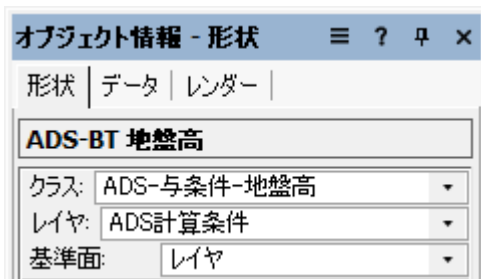 オブジェクト情報 - 形状 ≡ ? ×
形状 データ レンダー
ADS-BT 地盤高
クラス: ADS-与条件-地盤高
レイヤ: ADS計算条件
基準面: レイヤ